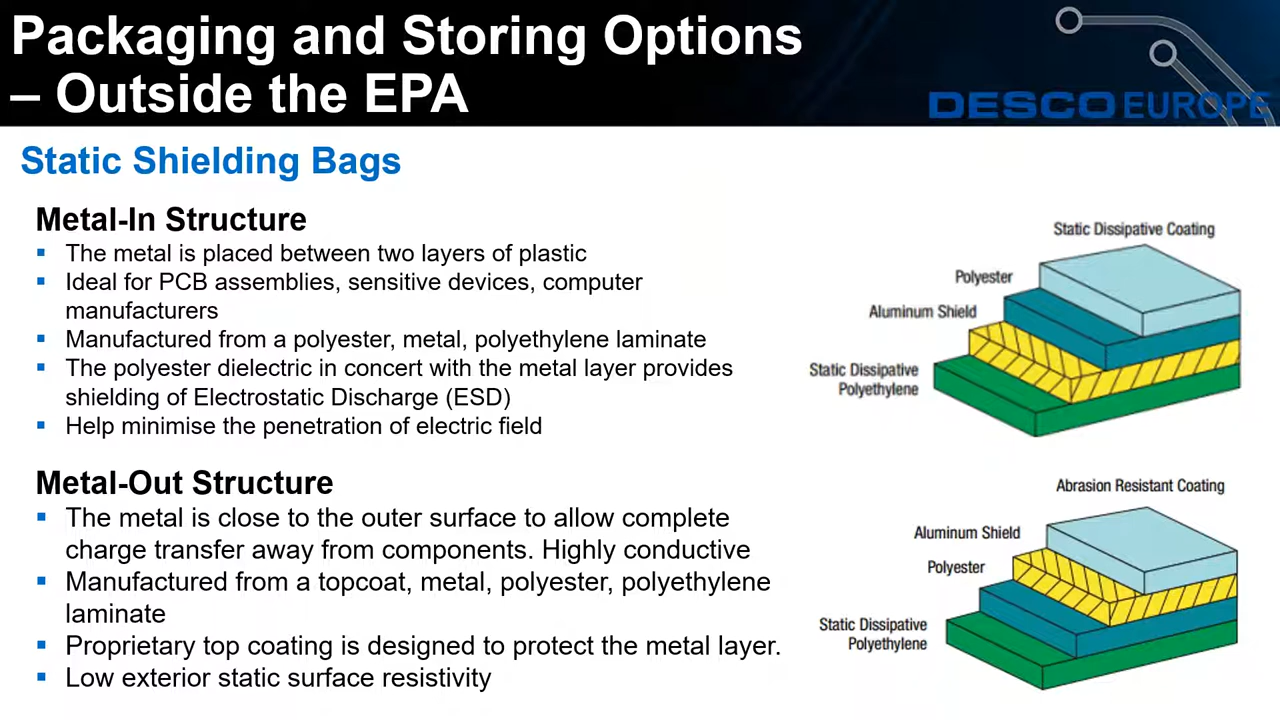 Packaging and Storing Options
– Outside the EPA
DESCO EUROPE
Static Shielding Bags
Metal-In Structure
The metal is placed between two layers of plastic
Ideal for PCB assemblies, sensitive devices, computer
manufacturers
Manufactured from a polyester, metal, polyethylene laminate
The polyester dielectric in concert with the metal layer provides
shielding of Electrostatic Discharge (ESD)
Help minimise the penetration of electric field
Static Dissipative Coating
Polyester
Aluminum Shield
Static Dissipative
Polyethylene
Metal-Out Structure
The metal is close to the outer surface to allow complete
charge transfer away from components. Highly conductive
Manufactured from a topcoat, metal, polyester, polyethylene
laminate
Proprietary top coating is designed to protect the metal layer.
Low exterior static surface resistivity
Abrasion Resistant Coating
Aluminum Shield
Polyester
Static Dissipative
Polyethylene